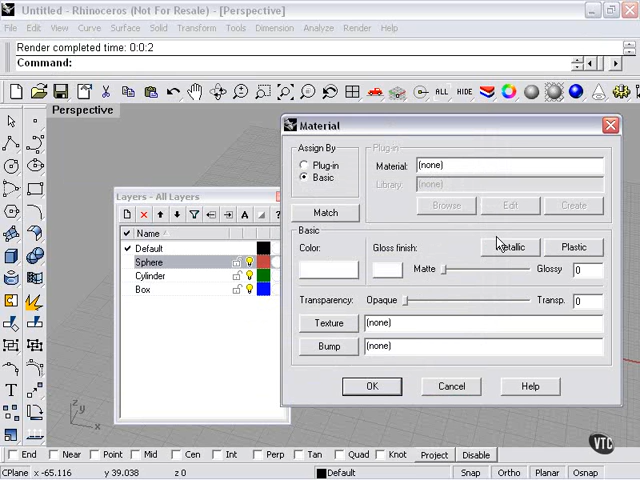 Untitled - Rhinoceros (Not For Resale) - [Perspective]
File Edit View Curve Surface Solid Transform Tools Dimension Analyze Render Help
Render completed time: 0:0:2
Command:
ALL HIDE
Perspective
Material
Assign By
Plug-in
Basic
Match
Plug-in
Material: (none)
Library: (none)
Browse Edit Create
Layers - All Layers
Name
Default
Sphere
Cylinder
Box
Basic
Color: Gloss finish: Metallic Plastic
Matte Glossy 0
Transparency: Opaque Transp. 0
Texture (none)
Bump (none)
OK Cancel Help
z y
x
T
VTC
End Near Point Mid Cen Int Perp Tan Quad Knot Project Disable
CPlane x -65.116 y 39.038 z 0 Default Snap Ortho Planar Osnap